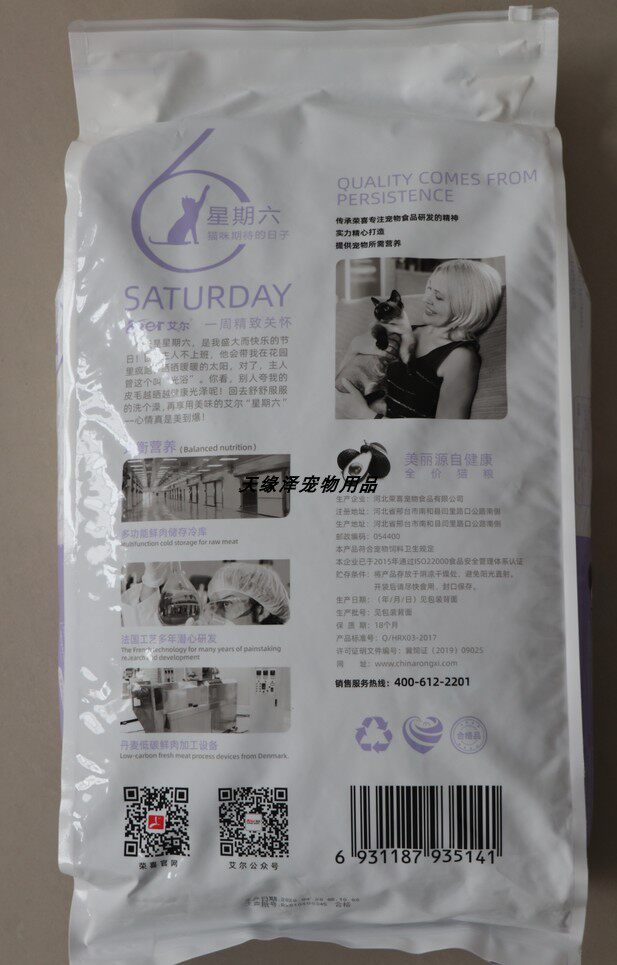 6
星期六
猫咪期待的日子
SATURDAY
艾尔 一周精致关怀
是星期六，是我盛大而快乐的节
主人不上班，他会带我在花园
晒暖暖的太阳，对了，主人
管这个叫“光浴”。你看，别人夸我的
皮毛越晒越健康光泽呢！回去舒舒服服
的洗个澡，再享用美味的艾尔“星期六”
--心情真是美到爆！
衡营养（Balanced nutrition）
多功能鲜肉储存冷库
Multifunction cold storage for raw meat
法国工艺多年潜心研发
The French technology for many years of painstaking
research and development
丹麦低碳鲜肉加工设备
Low-carbon fresh meat process devices from Denmark.
荣喜官网
艾尔公众号
QUALITY COMES FROM
PERSISTENCE
传承荣喜专注宠物食品研发的精神
实力精心打造
提供宠物所需营养
美丽源自健康
全价猫粮
天缘泽宠物用品
生产企业：河北荣喜宠物食品有限公司
注册地址：河北省邢台市南和县闫里路口公路南侧
生产地址：河北省邢台市南和县闫里路口公路南侧
邮政编码：054400
本产品符合宠物饲料卫生规定
本企业已于2015年通过ISO22000食品安全管理体系认证
贮存条件：将产品存放于阴凉干燥处，避免阳光直射。
开袋后请尽快食用，封口保存。
生产日期：（年/月/日）见包装背面
生产批号：见包装背面
保 质 期：18个月
产品标准号：Q/HRX03-2017
许可证明文件编号：冀饲证（2019）09025
网 址：www.chinarongxi.com
销售服务热线：400-612-2201
合格品
6 931187 935141
合格